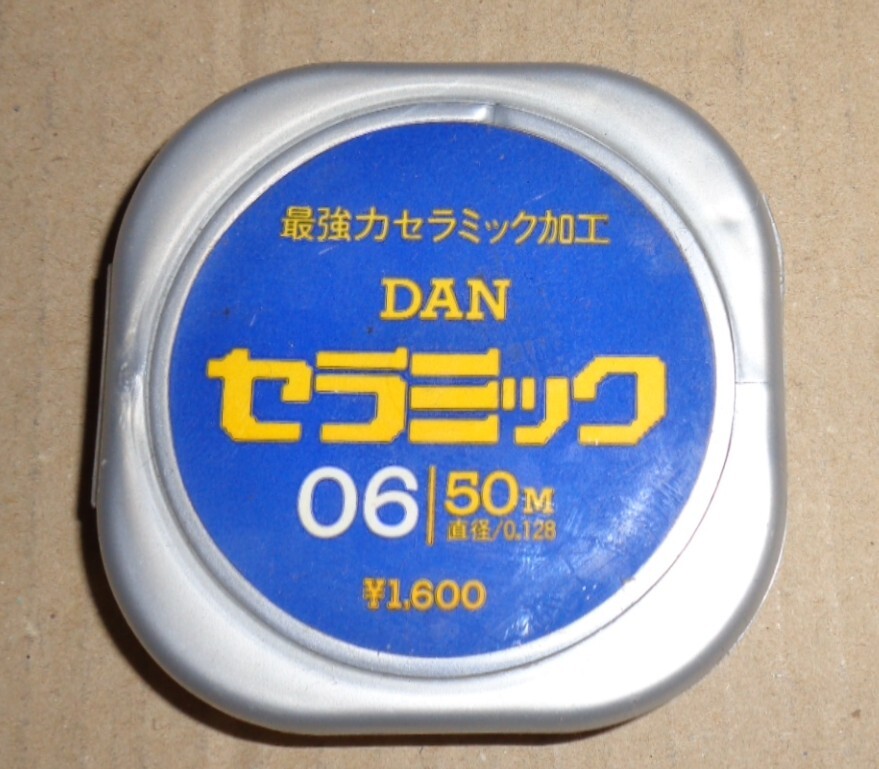 最強力セラミック加工
DAN
セラミック
06 50M
直径/0.128
¥1,600